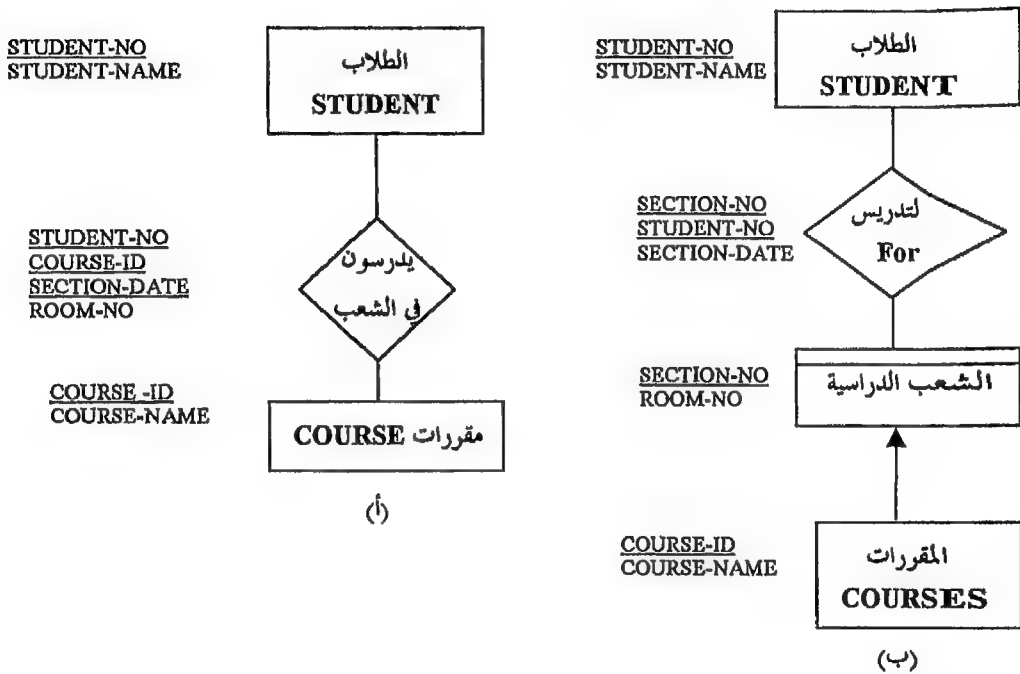 STUDENT-NO
STUDENT-NAME
الطلاب
STUDENT
STUDENT-NO
COURSE-ID
SECTION-DATE
ROOM-NO
يدرسون
في الشعب
COURSE -ID
COURSE-NAME
مقررات COURSE
(أ)
STUDENT-NO
STUDENT-NAME
الطلاب
STUDENT
SECTION-NO
STUDENT-NO
SECTION-DATE
لتدريس
For
SECTION-NO
ROOM-NO
الشعب الدراسية
COURSE-ID
COURSE-NAME
المقررات
COURSES
(ب)